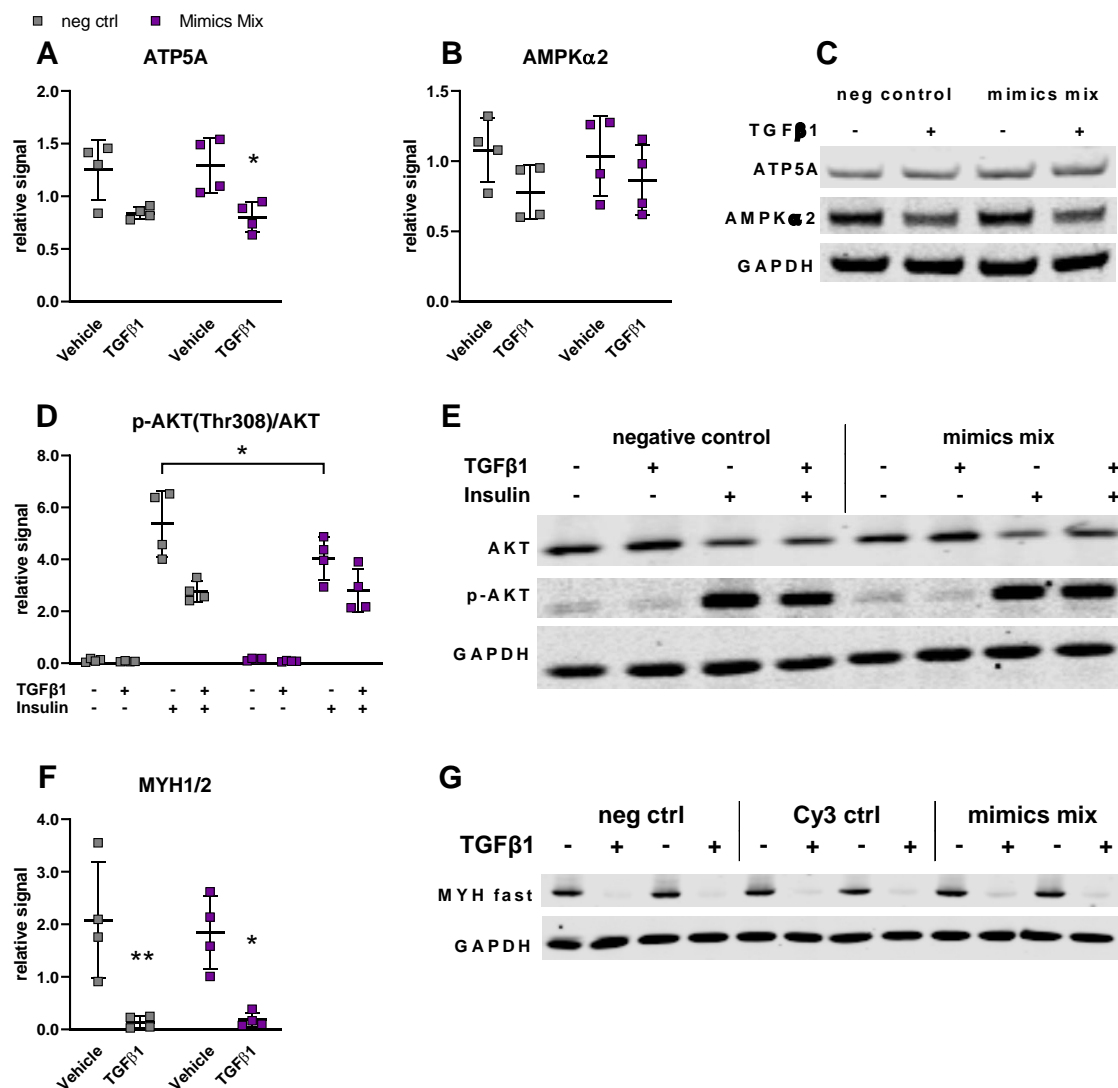 neg ctrl Mimics Mix
A
ATP5A
relative signal
2.0
1.5
1.0
0.5
0.0
*
Vehicle
TGFβ1
Vehicle
TGFβ1
B
AMPKα2
relative signal
1.5
1.0
0.5
0.0
Vehicle
TGFβ1
Vehicle
TGFβ1
C
neg control mimics mix
TGFβ1 - + - +
ATP5A
AMPKα2
GAPDH
D
p-AKT(Thr308)/AKT
relative signal
8.0
6.0
4.0
2.0
0.0
*
TGFβ1 - + - + - + - +
Insulin - - + + - - + +
E
negative control mimics mix
TGFβ1 - + - + - + - +
Insulin - - + + - - + +
AKT
p-AKT
GAPDH
F
MYH1/2
relative signal
4.0
3.0
2.0
1.0
0.0
**
*
Vehicle
TGFβ1
Vehicle
TGFβ1
G
neg ctrl Cy3 ctrl mimics mix
TGFβ1 - + - + - + - + - + - +
MYH fast
GAPDH